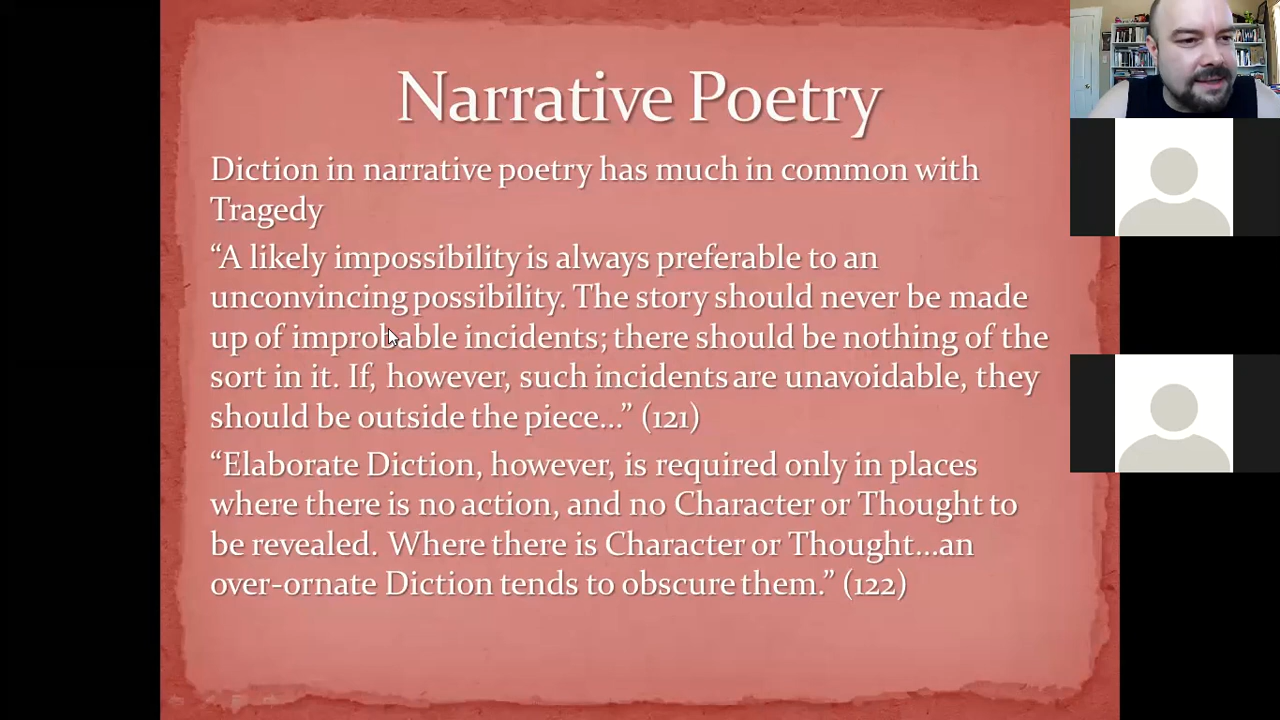 Narrative Poetry
Diction in narrative poetry has much in common with
Tragedy
“A likely impossibility is always preferable to an
unconvincing possibility. The story should never be made
up of improbable incidents; there should be nothing of the
sort in it. If, however, such incidents are unavoidable, they
should be outside the piece...” (121)
“Elaborate Diction, however, is required only in places
where there is no action, and no Character or Thought to
be revealed. Where there is Character or Thought...an
over-ornate Diction tends to obscure them.” (122)